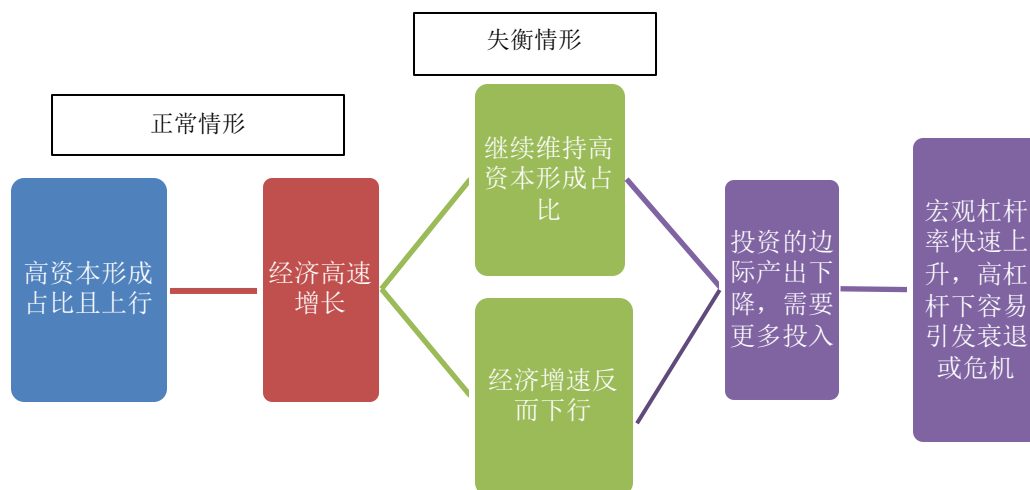 失衡情形
正常情形
高资本形成
占比且上行
经济高速
增长
继续维持高
资本形成占
比
经济增速反
而下行
投资的边
际产出下
降，需要
更多投入
宏观杠杆
率快速上
升，高杠
杆下容易
引发衰退
或危机